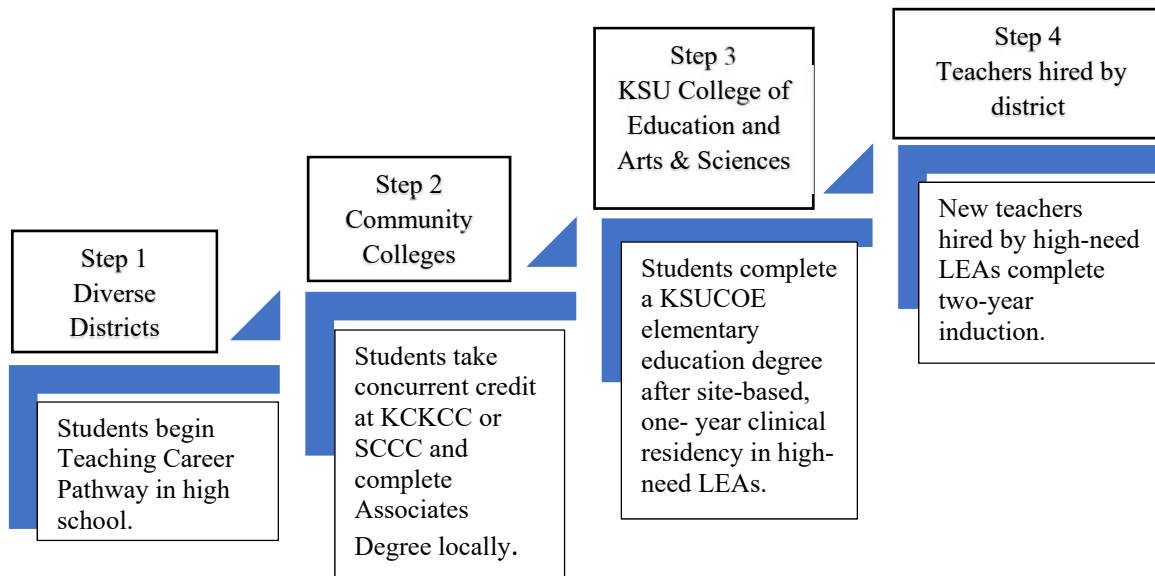 Step 1
Diverse
Districts
Students begin
Teaching Career
Pathway in high
school.
Step 2
Community
Colleges
Students take
concurrent credit
at KCKCC or
SCCC and
complete
Associates
Degree locally.
Step 3
KSU College of
Education and
Arts & Sciences
Students complete
a KSUCOE
elementary
education degree
after site-based,
one- year clinical
residency in high-
need LEAs.
Step 4
Teachers hired by
district
New teachers
hired by high-need
LEAs complete
two-year
induction.